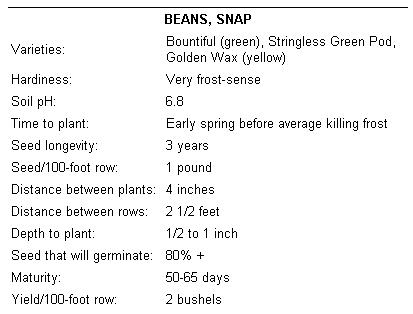 BEANS, SNAP
Varieties: Bountiful (green), Stringless Green Pod,
Golden Wax (yellow)
Hardiness: Very frost-sense
Soil pH: 6.8
Time to plant: Early spring before average killing frost
Seed longevity: 3 years
Seed/100-foot row: 1 pound
Distance between plants: 4 inches
Distance between rows: 2 1/2 feet
Depth to plant: 1/2 to 1 inch
Seed that will germinate: 80% +
Maturity: 50-65 days
Yield/100-foot row: 2 bushels